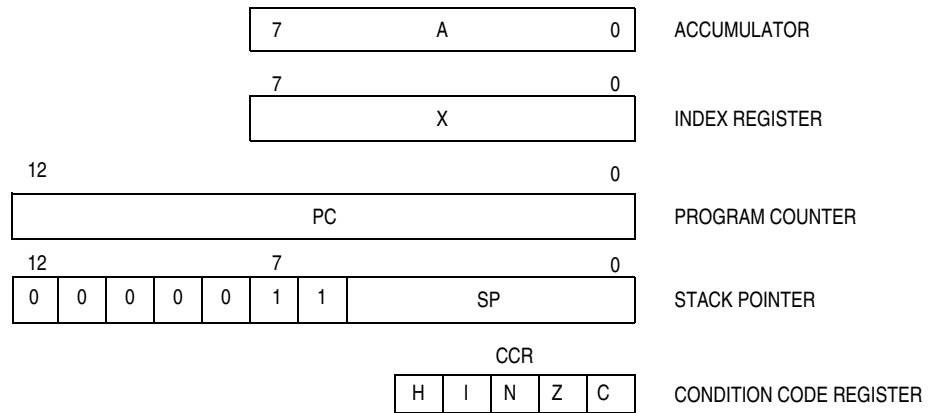 7 A 0 ACCUMULATOR
7 0
X INDEX REGISTER
12 0
PC PROGRAM COUNTER
12 7 0
0 0 0 0 0 1 1 SP STACK POINTER
CCR
H I N Z C CONDITION CODE REGISTER